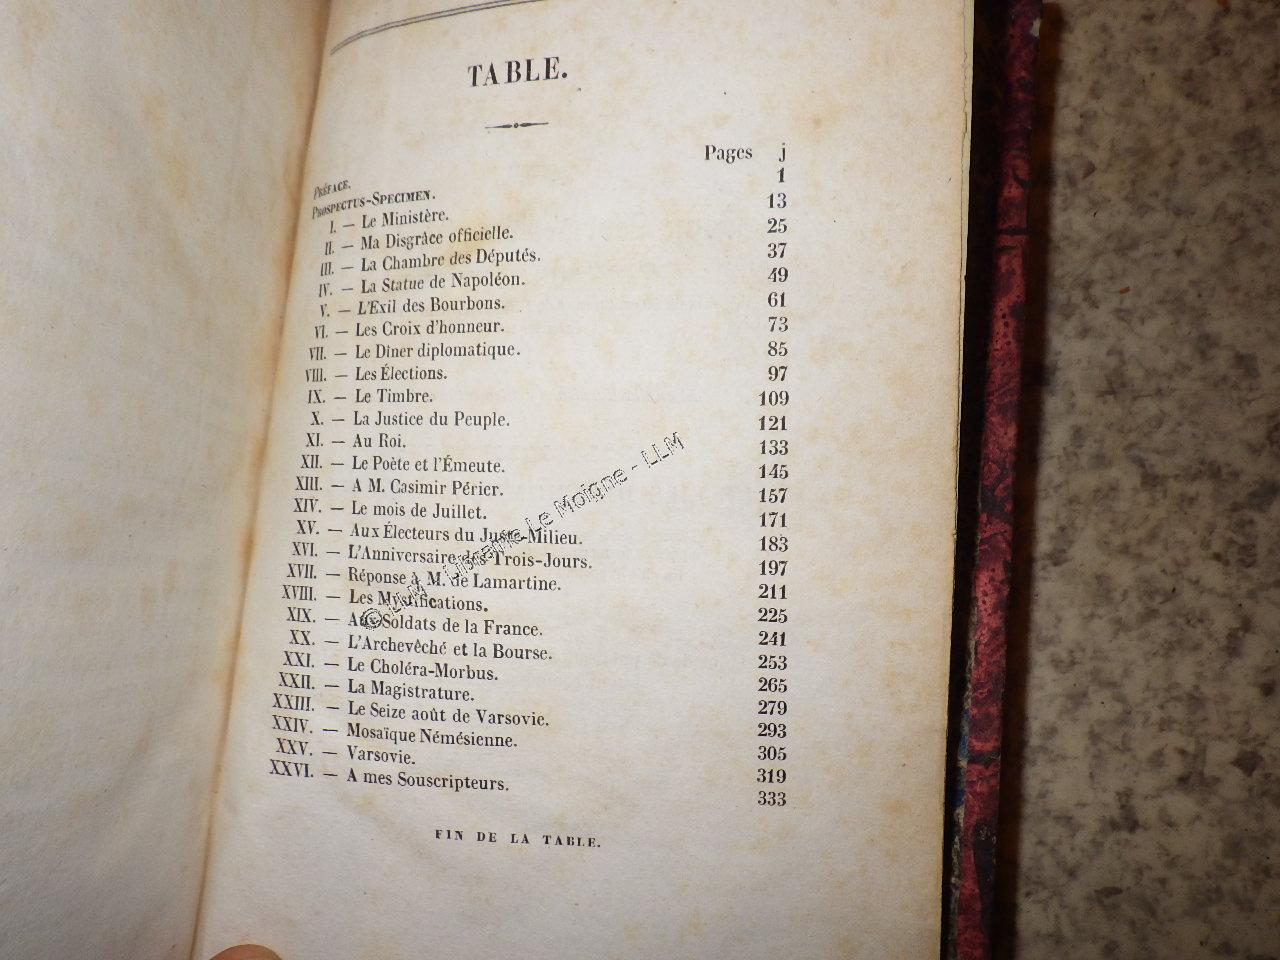 TABLE.
PRÉFACE. Pages j
PROSPECTUS-SPECIMEN. 1
I. — Le Ministère. 13
II. — Ma Disgrâce officielle. 25
III. — La Chambre des Députés. 37
IV. — La Statue de Napoléon. 49
V. — L'Exil des Bourbons. 61
VI. — Les Croix d'honneur. 73
VII. — Le Dîner diplomatique. 85
VIII. — Les Élections. 97
IX. — Le Timbre. 109
X. — La Justice du Peuple. 121
XI. — Au Roi. 133
XII. — Le Poète et l'Émeute. 145
XIII. — A M. Casimir Périer. 157
XIV. — Le mois de Juillet. 171
XV. — Aux Électeurs du Juste-Milieu. 183
XVI. — L'Anniversaire des Trois-Jours. 197
XVII. — Réponse à M. de Lamartine. 211
XVIII. — Les Mystifications. 225
XIX. — Aux Soldats de la France. 241
XX. — L'Archevêché et la Bourse. 253
XXI. — Le Choléra-Morbus. 265
XXII. — La Magistrature. 279
XXIII. — Le Seize août de Varsovie. 293
XXIV. — Mosaïque Némésienne. 305
XXV. — Varsovie. 319
XXVI. — A mes Souscripteurs. 333
FIN DE LA TABLE.
© LLM - Librairie Le Moigne - LLM